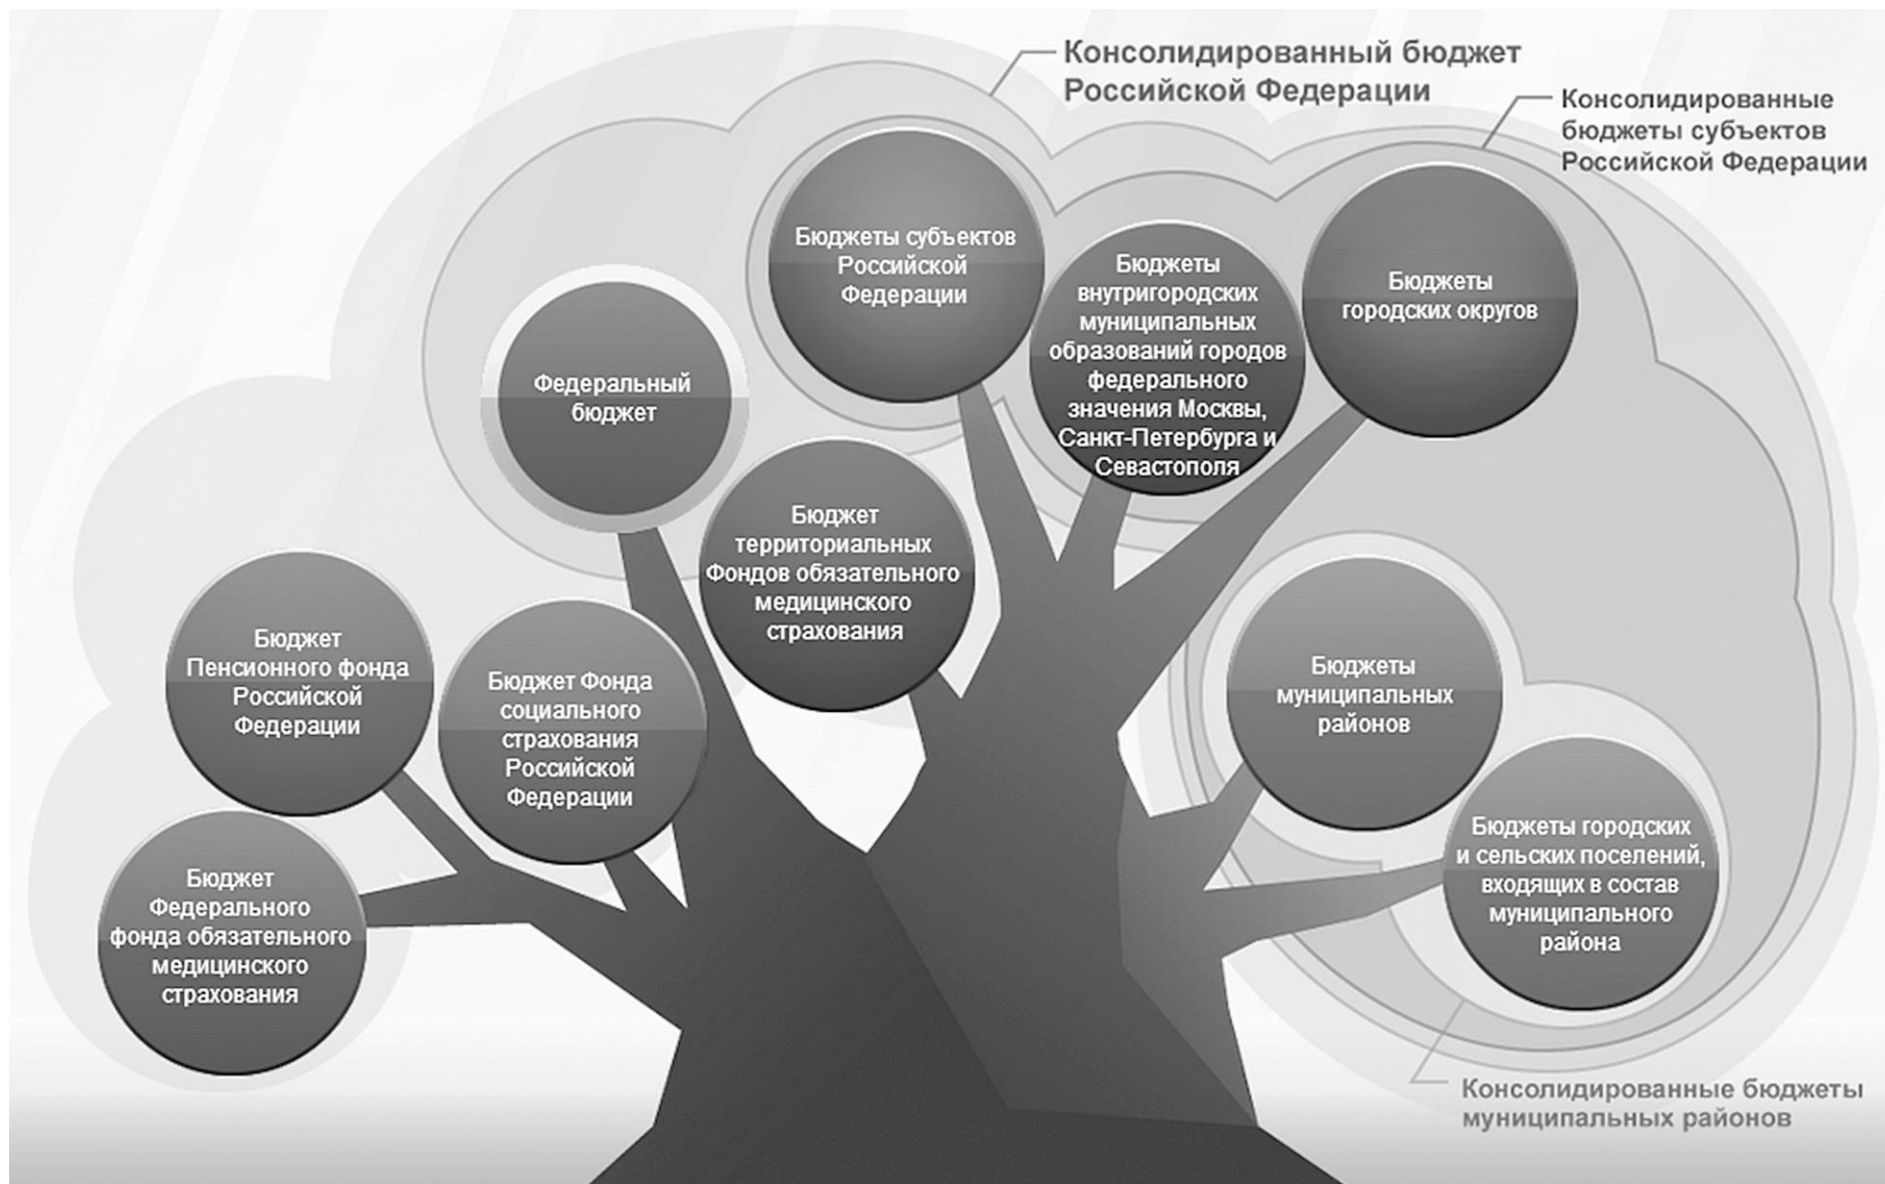 Консолидированный бюджет
Российской Федерации
Консолидированные
бюджеты субъектов
Российской Федерации
Бюджеты субъектов
Российской
Федерации
Бюджеты
внутригородских
муниципальных
образований городов
федерального
значения Москвы,
Санкт-Петербурга и
Севастополя
Бюджеты
городских округов
Федеральный
бюджет
Бюджет
территориальных
Фондов обязательного
медицинского
страхования
Бюджет
Пенсионного фонда
Российской
Федерации
Бюджет Фонда
социального
страхования
Российской
Федерации
Бюджеты
муниципальных
районов
Бюджеты городских
и сельских поселений,
входящих в состав
муниципального
района
Бюджет
Федерального
фонда обязательного
медицинского
страхования
Консолидированные бюджеты
муниципальных районов